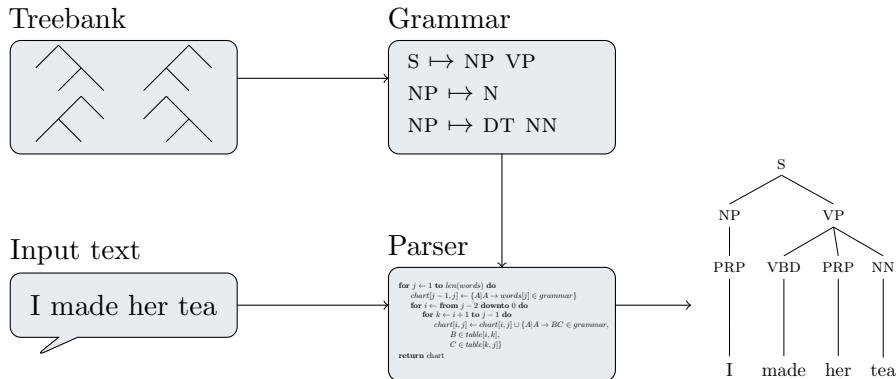 Treebank
Grammar
S ↦ NP VP
NP ↦ N
NP ↦ DT NN
Input text
I made her tea
Parser
for j ← 1 to len(words) do
chart[j − 1, j] ← {A|A → words[j] ∈ grammar}
for i ← from j − 2 downto 0 do
for k ← i + 1 to j − 1 do
chart[i, j] ← chart[i, j] ∪ {A|A → BC ∈ grammar,
B ∈ table[i, k],
C ∈ table[k, j]}
return chart
S
NP VP
PRP VBD PRP NN
I made her tea